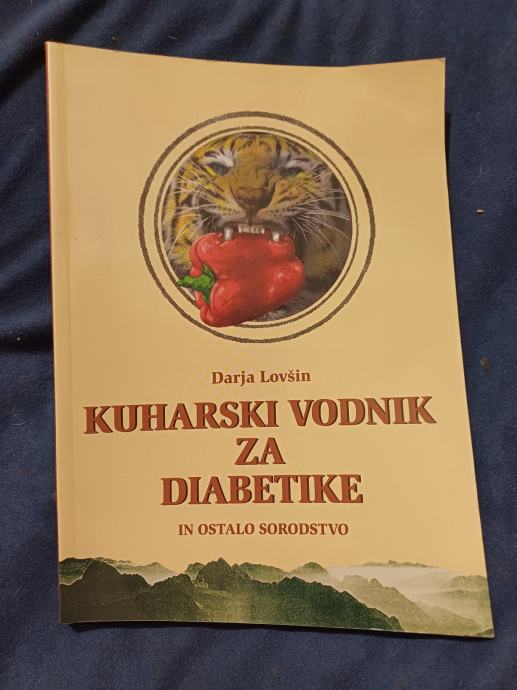 Darja Lovšin
KUHARSKI VODNIK
ZA
DIABETIKE
IN OSTALO SORODSTVO